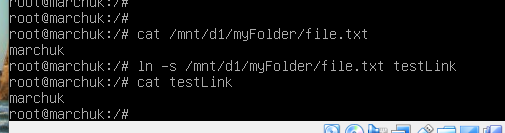 root@marchuk:/#
root@marchuk:/#
root@marchuk:/# cat /mnt/d1/myFolder/file.txt
marchuk
root@marchuk:/# ln -s /mnt/d1/myFolder/file.txt testLink
root@marchuk:/# cat testLink
marchuk
root@marchuk:/#